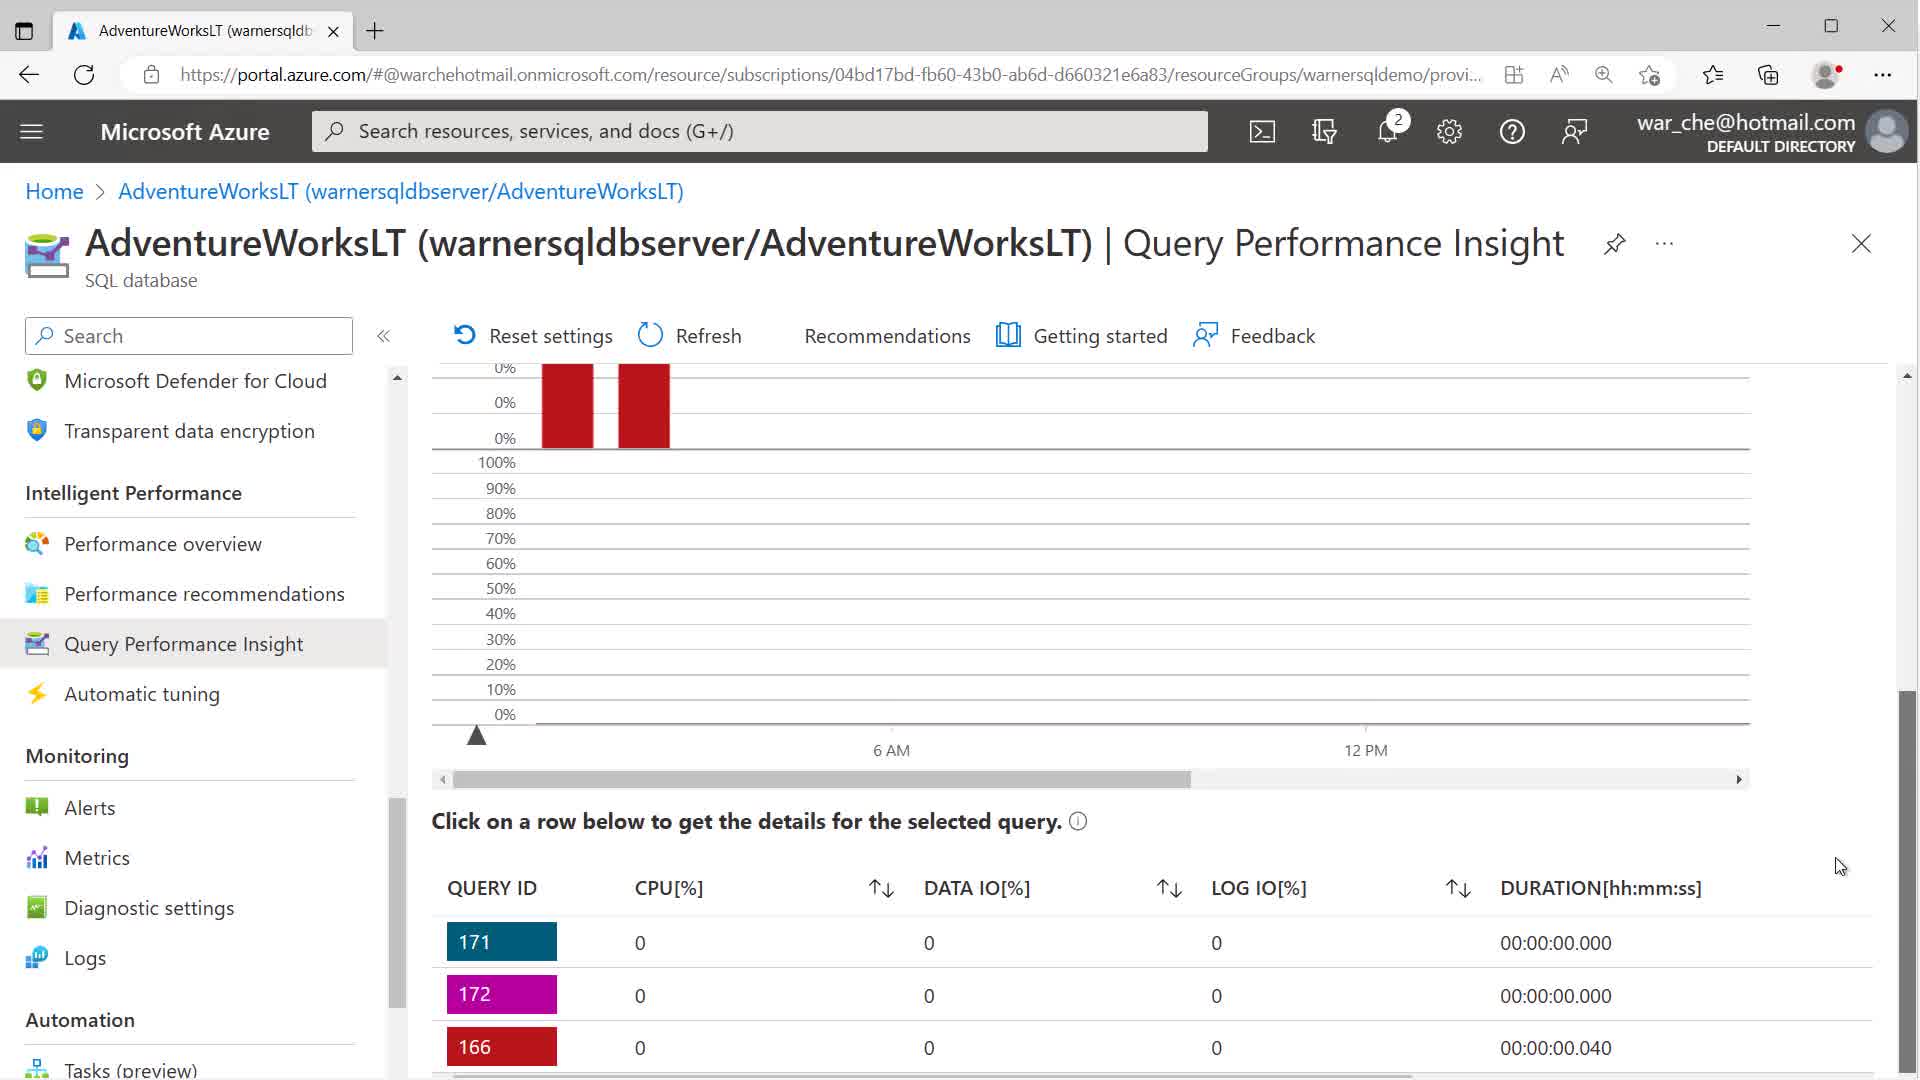 AdventureWorksLT (warnersqldb
https://portal.azure.com/#@warchehotmail.onmicrosoft.com/resource/subscriptions/04bd17bd-fb60-43b0-ab6d-d660321e6a83/resourceGroups/warnersqldemo/provi...
Microsoft Azure
Search resources, services, and docs (G+/)
2
war_che@hotmail.com
DEFAULT DIRECTORY
Home > AdventureWorksLT (warnersqldbserver/AdventureWorksLT)
AdventureWorksLT (warnersqldbserver/AdventureWorksLT) | Query Performance Insight
SQL database
Search
Reset settings Refresh Recommendations Getting started Feedback
Microsoft Defender for Cloud
Transparent data encryption
Intelligent Performance
Performance overview
Performance recommendations
Query Performance Insight
Automatic tuning
Monitoring
Alerts
Metrics
Diagnostic settings
Logs
Automation
Tasks (preview)
0%
0%
0%
100%
90%
80%
70%
60%
50%
40%
30%
20%
10%
0%
6 AM 12 PM
Click on a row below to get the details for the selected query.
QUERY ID CPU[%] DATA IO[%] LOG IO[%] DURATION[hh:mm:ss]
171 0 0 0 00:00:00.000
172 0 0 0 00:00:00.000
166 0 0 0 00:00:00.040